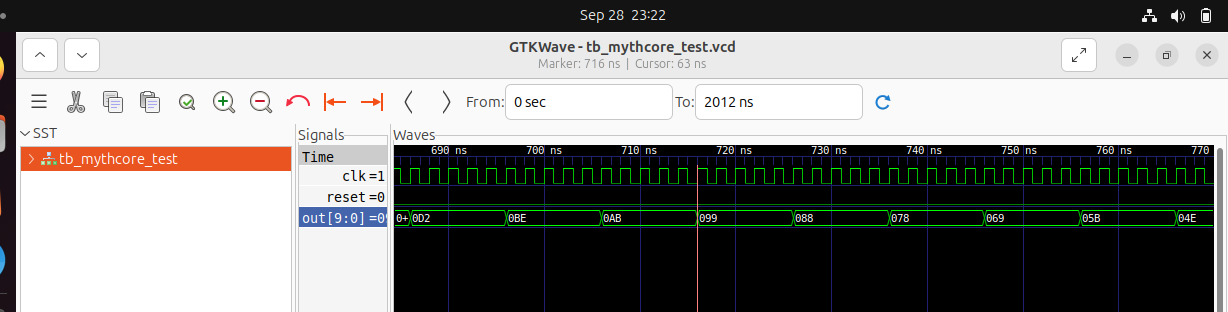 Sep 28 23:22
GTKWave - tb_mythcore_test.vcd
Marker: 716 ns | Cursor: 63 ns
From: 0 sec To: 2012 ns
SST
tb_mythcore_test
Signals
Time
clk =1
reset =0
out[9:0] =09
Waves
690 ns 700 ns 710 ns 720 ns 730 ns 740 ns 750 ns 760 ns 770
0+ 0D2 0BE 0AB 099 088 078 069 05B 04E